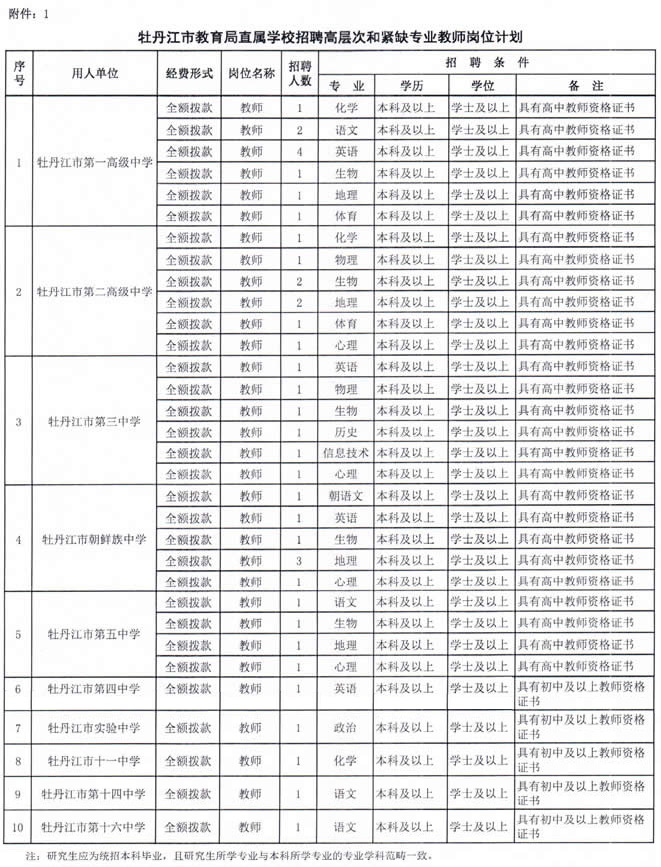 附件：1
牡丹江市教育局直属学校招聘高层次和紧缺专业教师岗位计划
序号 用人单位 经费形式 岗位名称 招聘人数 招聘条件
专业 学历 学位 备注
1 牡丹江市第一高级中学 全额拨款 教师 1 化学 本科及以上 学士及以上 具有高中教师资格证书
全额拨款 教师 2 语文 本科及以上 学士及以上 具有高中教师资格证书
全额拨款 教师 4 英语 本科及以上 学士及以上 具有高中教师资格证书
全额拨款 教师 1 生物 本科及以上 学士及以上 具有高中教师资格证书
全额拨款 教师 1 地理 本科及以上 学士及以上 具有高中教师资格证书
全额拨款 教师 1 体育 本科及以上 学士及以上 具有高中教师资格证书
2 牡丹江市第二高级中学 全额拨款 教师 1 化学 本科及以上 学士及以上 具有高中教师资格证书
全额拨款 教师 1 物理 本科及以上 学士及以上 具有高中教师资格证书
全额拨款 教师 2 生物 本科及以上 学士及以上 具有高中教师资格证书
全额拨款 教师 2 地理 本科及以上 学士及以上 具有高中教师资格证书
全额拨款 教师 1 体育 本科及以上 学士及以上 具有高中教师资格证书
全额拨款 教师 1 心理 本科及以上 学士及以上 具有高中教师资格证书
3 牡丹江市第三中学 全额拨款 教师 1 英语 本科及以上 学士及以上 具有高中教师资格证书
全额拨款 教师 1 物理 本科及以上 学士及以上 具有高中教师资格证书
全额拨款 教师 1 生物 本科及以上 学士及以上 具有高中教师资格证书
全额拨款 教师 1 历史 本科及以上 学士及以上 具有高中教师资格证书
全额拨款 教师 1 信息技术 本科及以上 学士及以上 具有高中教师资格证书
全额拨款 教师 1 心理 本科及以上 学士及以上 具有高中教师资格证书
4 牡丹江市朝鲜族中学 全额拨款 教师 1 朝语文 本科及以上 学士及以上 具有高中教师资格证书
全额拨款 教师 1 英语 本科及以上 学士及以上 具有高中教师资格证书
全额拨款 教师 1 生物 本科及以上 学士及以上 具有高中教师资格证书
全额拨款 教师 3 地理 本科及以上 学士及以上 具有高中教师资格证书
全额拨款 教师 1 心理 本科及以上 学士及以上 具有高中教师资格证书
5 牡丹江市第五中学 全额拨款 教师 1 语文 本科及以上 学士及以上 具有高中教师资格证书
全额拨款 教师 1 生物 本科及以上 学士及以上 具有高中教师资格证书
全额拨款 教师 1 地理 本科及以上 学士及以上 具有高中教师资格证书
全额拨款 教师 1 心理 本科及以上 学士及以上 具有高中教师资格证书
6 牡丹江市第四中学 全额拨款 教师 1 英语 本科及以上 学士及以上 具有初中及以上教师资格证书
7 牡丹江市实验中学 全额拨款 教师 1 政治 本科及以上 学士及以上 具有初中及以上教师资格证书
8 牡丹江市十一中学 全额拨款 教师 1 化学 本科及以上 学士及以上 具有初中及以上教师资格证书
9 牡丹江市第十四中学 全额拨款 教师 1 语文 本科及以上 学士及以上 具有初中及以上教师资格证书
10 牡丹江市第十六中学 全额拨款 教师 1 语文 本科及以上 学士及以上 具有初中及以上教师资格证书
注：研究生应为统招本科毕业，且研究生所学专业与本科所学专业的专业学科范畴一致。